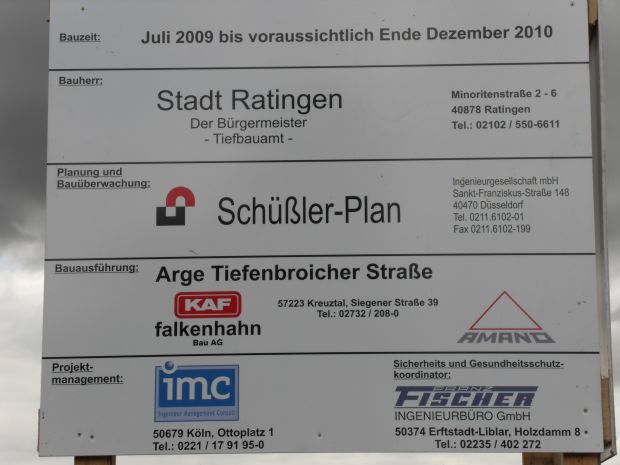 Bauzeit: Juli 2009 bis voraussichtlich Ende Dezember 2010
Bauherr:
Stadt Ratingen
Der Bürgermeister
- Tiefbauamt -
Minoritenstraße 2 - 6
40878 Ratingen
Tel.: 02102 / 550-6611
Planung und
Bauüberwachung:
Schüßler-Plan
Ingenieurgesellschaft mbH
Sankt-Franziskus-Straße 148
40470 Düsseldorf
Tel. 0211.6102-01
Fax 0211.6102-199
Bauausführung:
Arge Tiefenbroicher Straße
KAF
falkenhahn
Bau AG
57223 Kreuztal, Siegener Straße 39
Tel.: 02732 / 208-0
AMAND
Projekt-
management:
imc
Ingenieur Management Consult
50679 Köln, Ottoplatz 1
Tel.: 0221 / 17 91 95-0
Sicherheits und Gesundheitsschutz-
koordinator:
FRANZ
FISCHER
INGENIEURBÜRO GmbH
50374 Erftstadt-Liblar, Holzdamm 8
Tel.: 02235 / 402 272